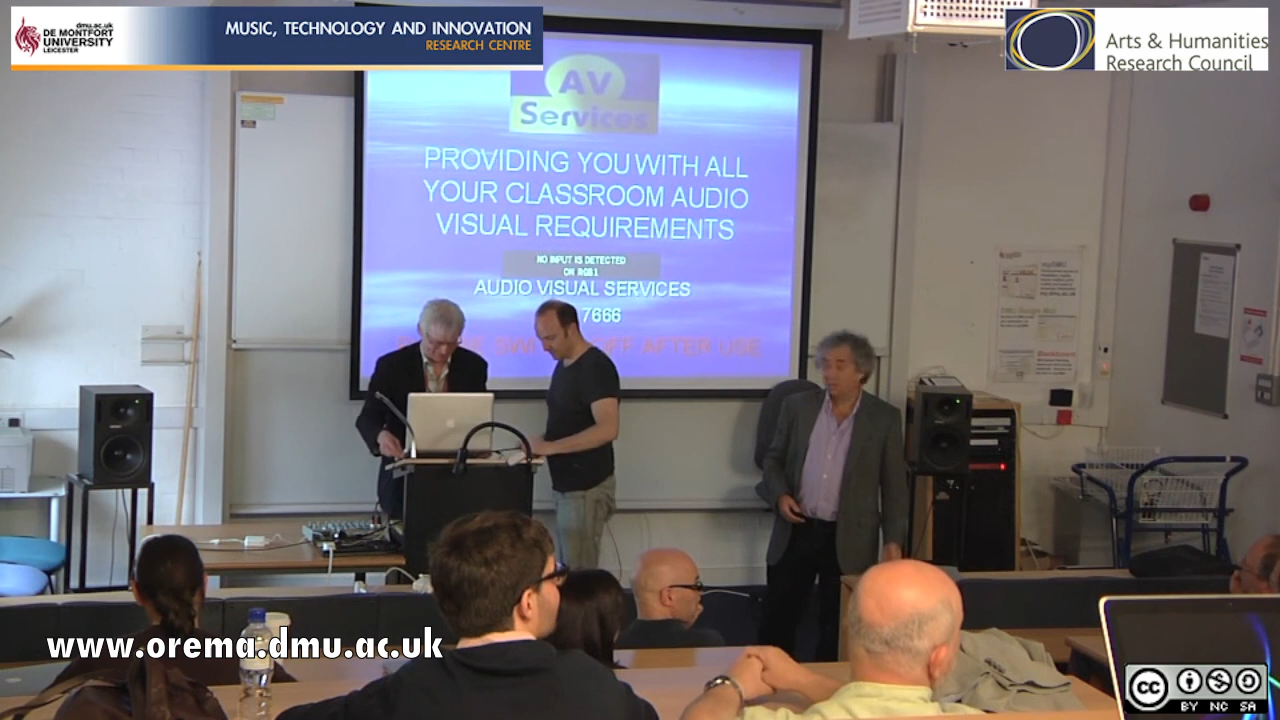 dmu.ac.uk
DE MONTFORT
UNIVERSITY
LEICESTER
MUSIC, TECHNOLOGY AND INNOVATION
RESEARCH CENTRE
Arts & Humanities
Research Council
AV
Services
PROVIDING YOU WITH ALL
YOUR CLASSROOM AUDIO
VISUAL REQUIREMENTS
NO INPUT IS DETECTED
ON RGB1
AUDIO VISUAL SERVICES
7666
OFF AFTER USE
www.orema.dmu.ac.uk
cc
BY NC SA